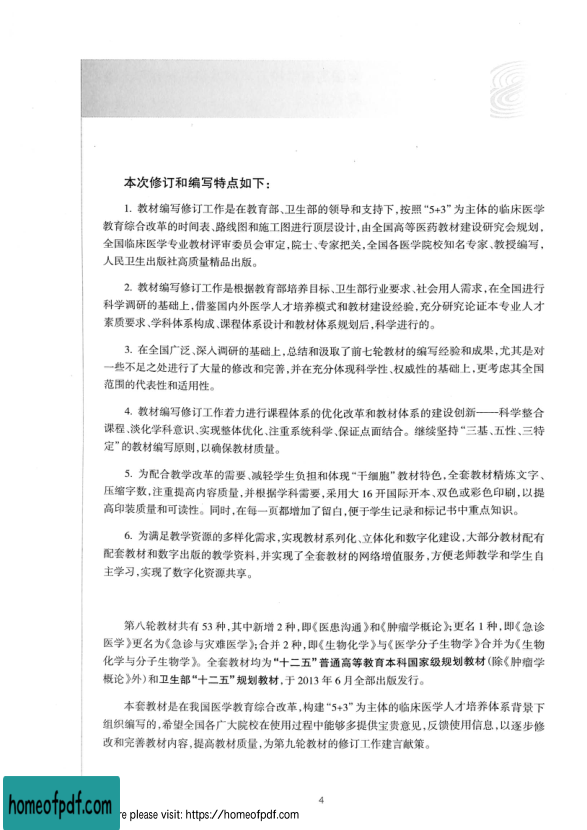 本次修订和编写特点如下：
1. 教材编写修订工作是在教育部、卫生部的领导和支持下,按照“5+3”为主体的临床医学
教育综合改革的时间表、路线图和施工图进行顶层设计,由全国高等医药教材建设研究会规划,
全国临床医学专业教材评审委员会审定,院士、专家把关,全国各医学院校知名专家、教授编写,
人民卫生出版社高质量精品出版。
2. 教材编写修订工作是根据教育部培养目标、卫生部行业要求、社会用人需求,在全国进行
科学调研的基础上,借鉴国内外医学人才培养模式和教材建设经验,充分研究论证本专业人才
素质要求、学科体系构成、课程体系设计和教材体系规划后,科学进行的。
3. 在全国广泛、深入调研的基础上,总结和汲取了前七轮教材的编写经验和成果,尤其是对
一些不足之处进行了大量的修改和完善,并在充分体现科学性、权威性的基础上,更考虑其全国
范围的代表性和适用性。
4. 教材编写修订工作着力进行课程体系的优化改革和教材体系的建设创新——科学整合
课程、淡化学科意识、实现整体优化、注重系统科学、保证点面结合。继续坚持“三基、五性、三特
定”的教材编写原则,以确保教材质量。
5. 为配合教学改革的需要、减轻学生负担和体现“干细胞”教材特色,全套教材精炼文字、
压缩字数,注重提高内容质量,并根据学科需要,采用大 16 开国际开本、双色或彩色印刷,以提
高印装质量和可读性。同时,在每一页都增加了留白,便于学生记录和标记书中重点知识。
6. 为满足教学资源的多样化需求,实现教材系列化、立体化和数字化建设,大部分教材配有
配套教材和数字出版的教学资料,并实现了全套教材的网络增值服务,方便老师教学和学生自
主学习,实现了数字化资源共享。
第八轮教材共有 53 种,其中新增 2 种,即《医患沟通》和《肿瘤学概论》;更名 1 种,即《急诊
医学》更名为《急诊与灾难医学》;合并 2 种,即《生物化学》与《医学分子生物学》合并为《生物
化学与分子生物学》。全套教材均为“十二五”普通高等教育本科国家级规划教材(除《肿瘤学
概论》外)和卫生部“十二五”规划教材,于 2013 年 6 月全部出版发行。
本套教材是在我国医学教育综合改革,构建“5+3”为主体的临床医学人才培养体系背景下
组织编写的,希望全国各广大院校在使用过程中能够多提供宝贵意见,反馈使用信息,以逐步修
改和完善教材内容,提高教材质量,为第九轮教材的修订工作建言献策。
4
homeofpdf.com
re please visit: https://homeofpdf.com